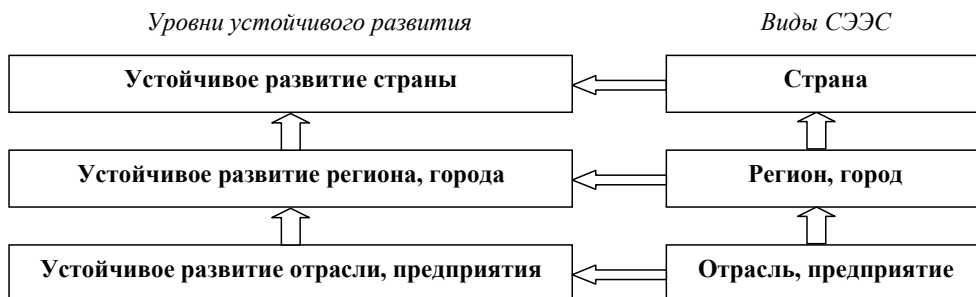 Уровни устойчивого развития
Виды СЭЭС
Устойчивое развитие страны
Страна
Устойчивое развитие региона, города
Регион, город
Устойчивое развитие отрасли, предприятия
Отрасль, предприятие